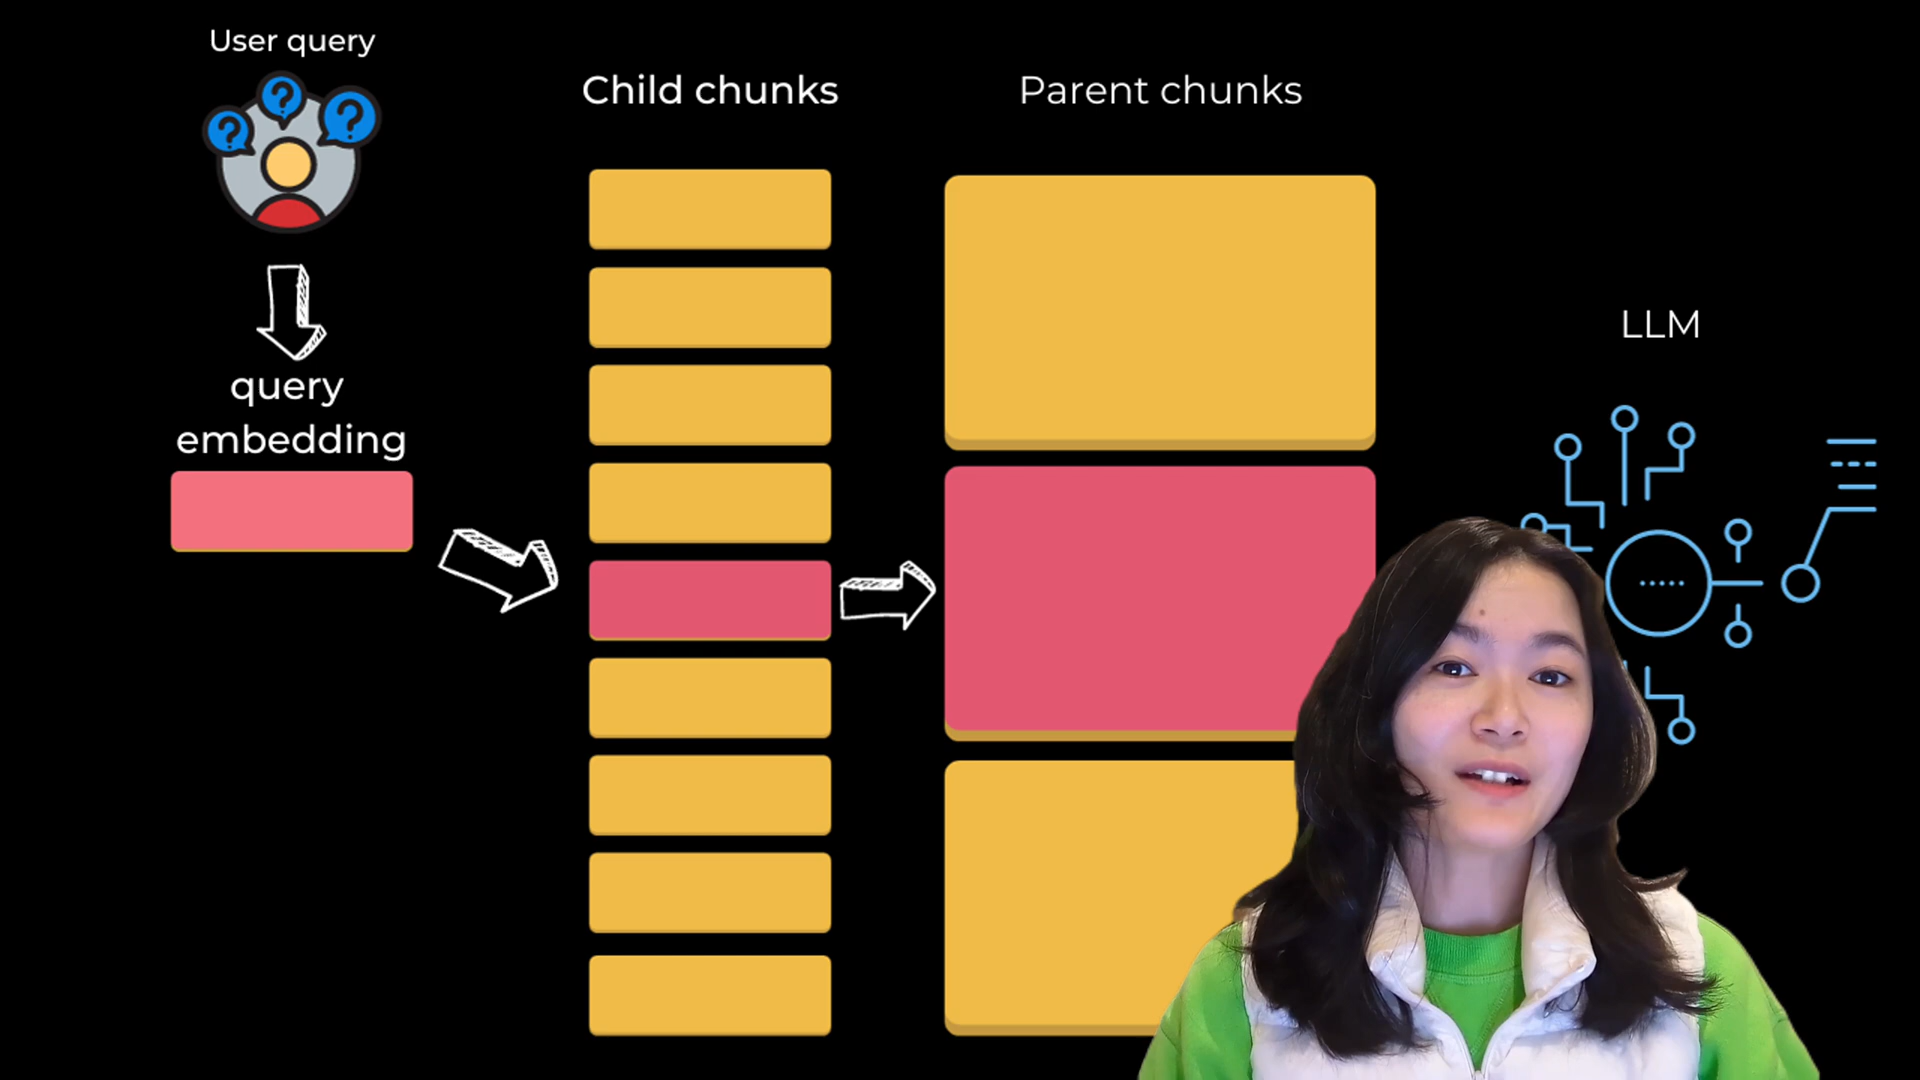 User query
? ? ?
query
embedding
Child chunks
Parent chunks
LLM